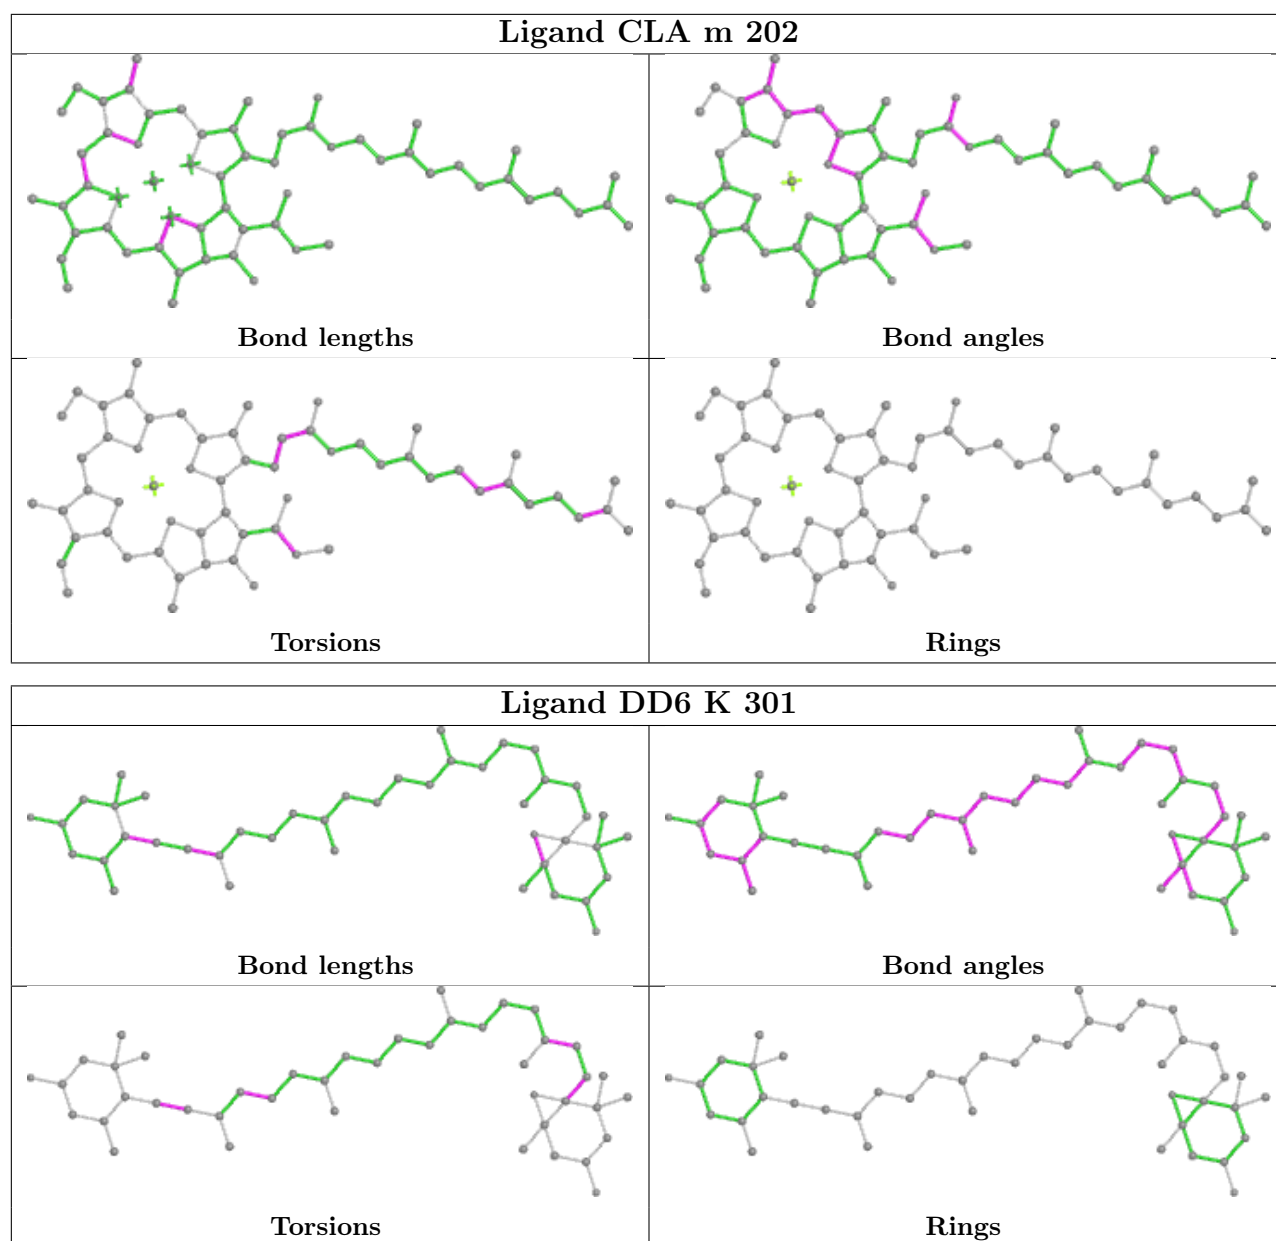 Ligand CLA m 202
Bond lengths
Bond angles
Torsions
Rings
Ligand DD6 K 301
Bond lengths
Bond angles
Torsions
Rings